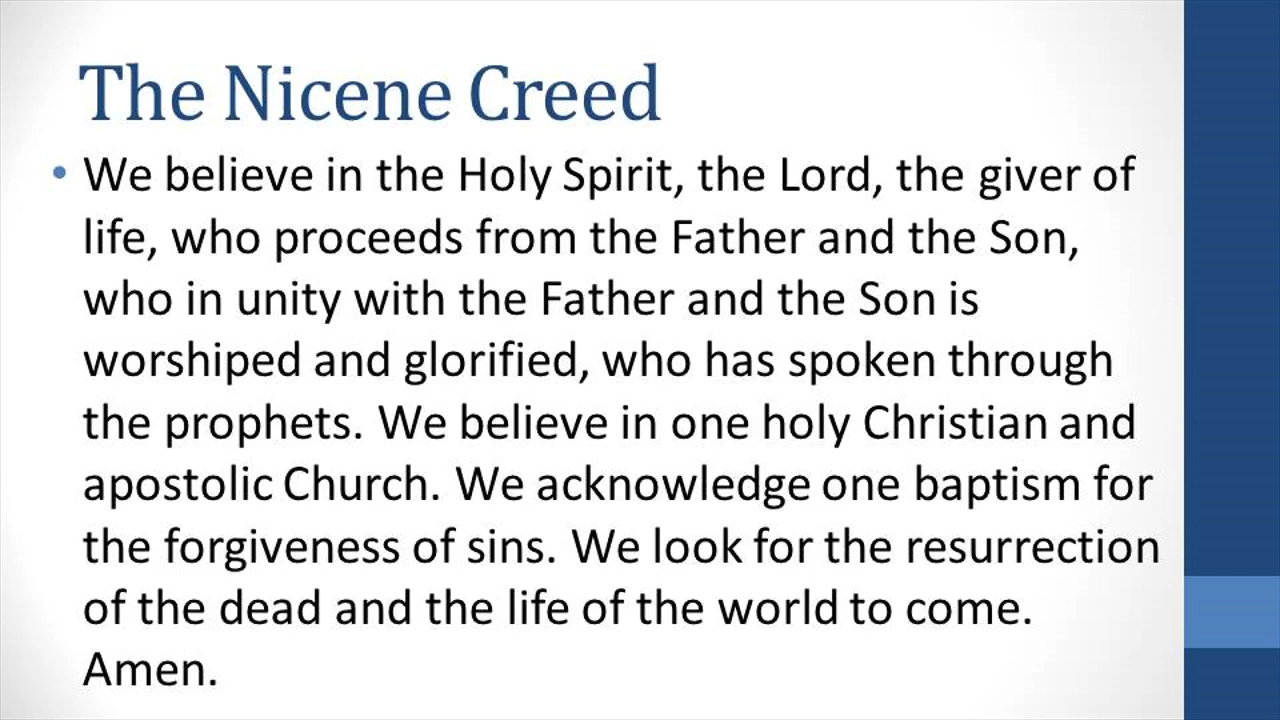 The Nicene Creed
• We believe in the Holy Spirit, the Lord, the giver of
life, who proceeds from the Father and the Son,
who in unity with the Father and the Son is
worshiped and glorified, who has spoken through
the prophets. We believe in one holy Christian and
apostolic Church. We acknowledge one baptism for
the forgiveness of sins. We look for the resurrection
of the dead and the life of the world to come.
Amen.